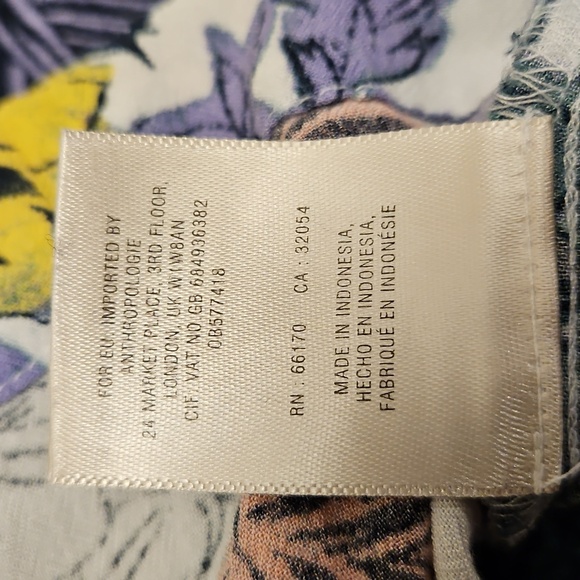 FOR EU, IMPORTED BY
ANTHROPOLOGIE
24 MARKET PLACE, 3RD FLOOR,
LONDON, UK W1W8AN
CIF VAT NO GB 684936382
0B577418
RN : 66170 CA : 32054
MADE IN INDONESIA,
HECHO EN INDONESIA,
FABRIQUÉ EN INDONÉSIE